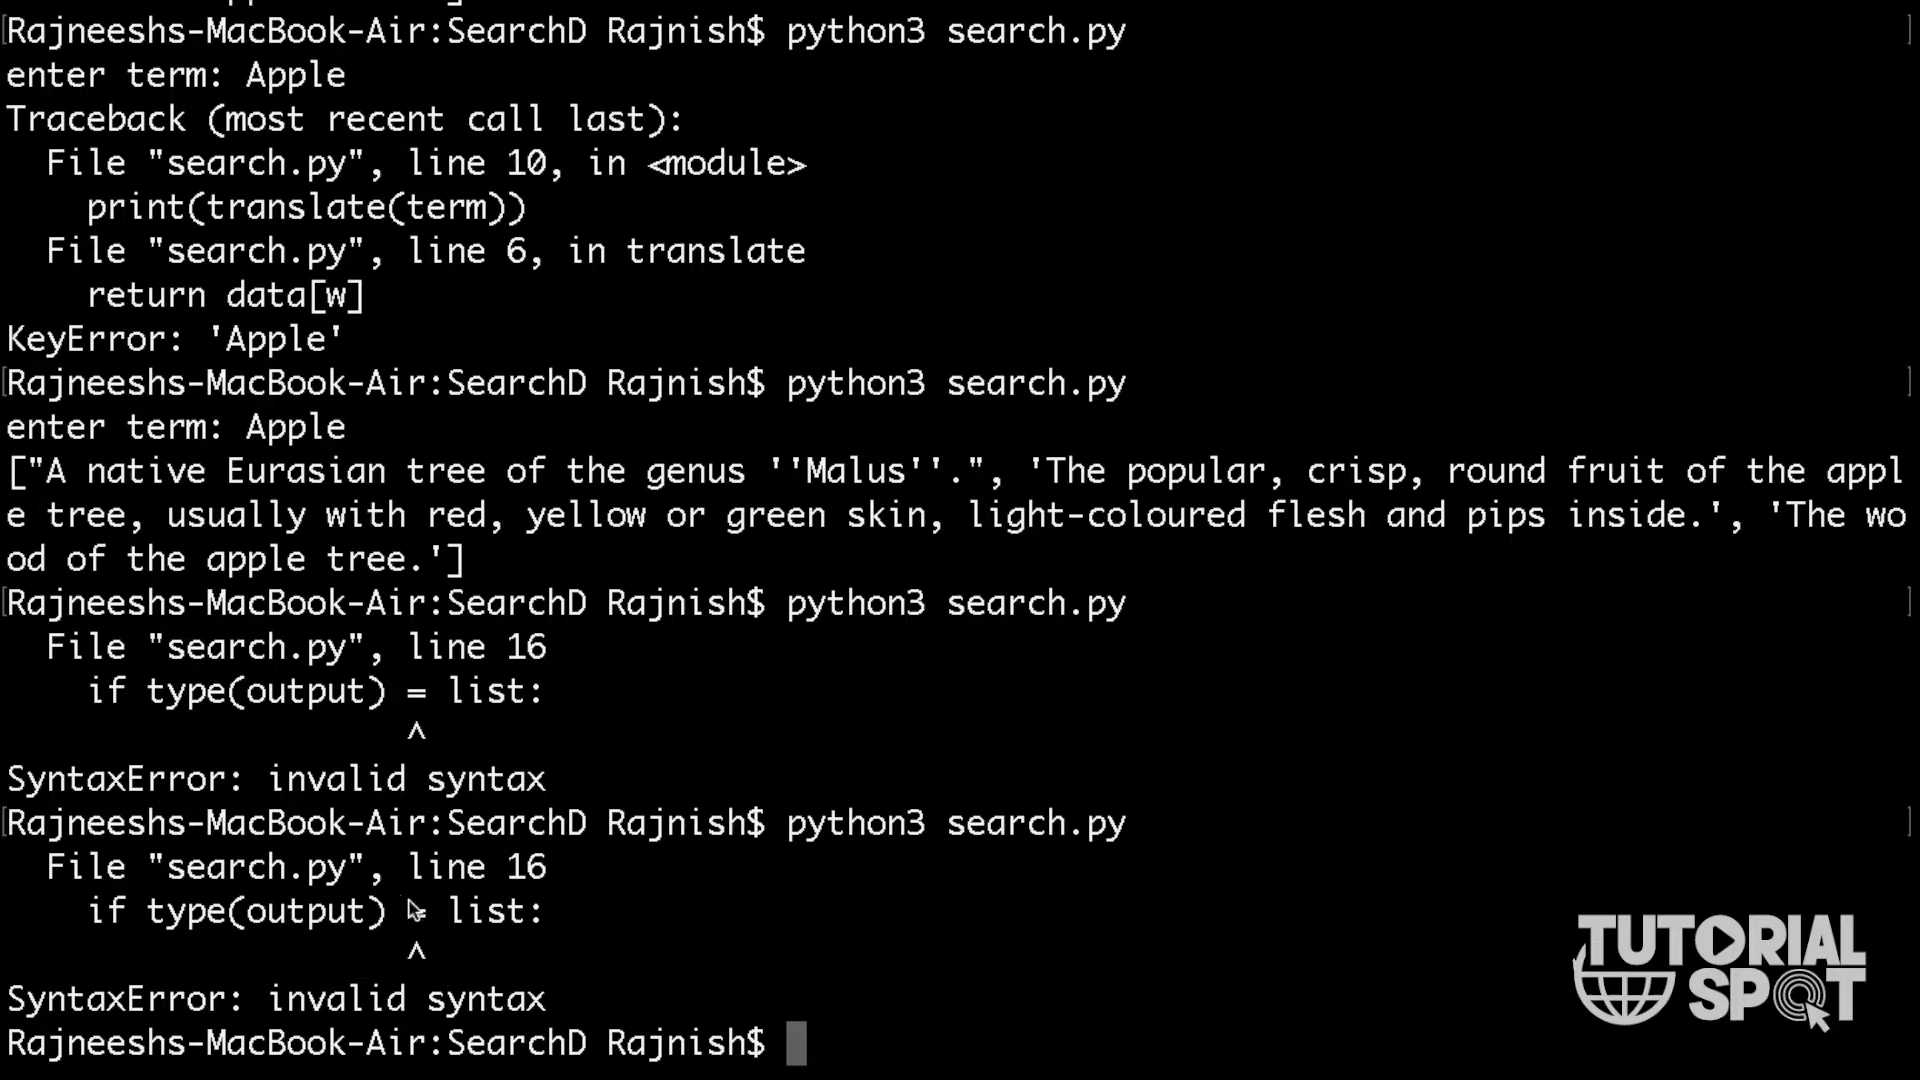 Rajneeshs-MacBook-Air:SearchD Rajnish$ python3 search.py
enter term: Apple
Traceback (most recent call last):
  File "search.py", line 10, in <module>
    print(translate(term))
  File "search.py", line 6, in translate
    return data[w]
KeyError: 'Apple'
Rajneeshs-MacBook-Air:SearchD Rajnish$ python3 search.py
enter term: Apple
["A native Eurasian tree of the genus ''Malus''.", 'The popular, crisp, round fruit of the appl
e tree, usually with red, yellow or green skin, light-coloured flesh and pips inside.', 'The wo
od of the apple tree.']
Rajneeshs-MacBook-Air:SearchD Rajnish$ python3 search.py
  File "search.py", line 16
    if type(output) = list:
                    ^
SyntaxError: invalid syntax
Rajneeshs-MacBook-Air:SearchD Rajnish$ python3 search.py
  File "search.py", line 16
    if type(output) = list:
                    ^
SyntaxError: invalid syntax
Rajneeshs-MacBook-Air:SearchD Rajnish$
TUTORIAL
SPOT